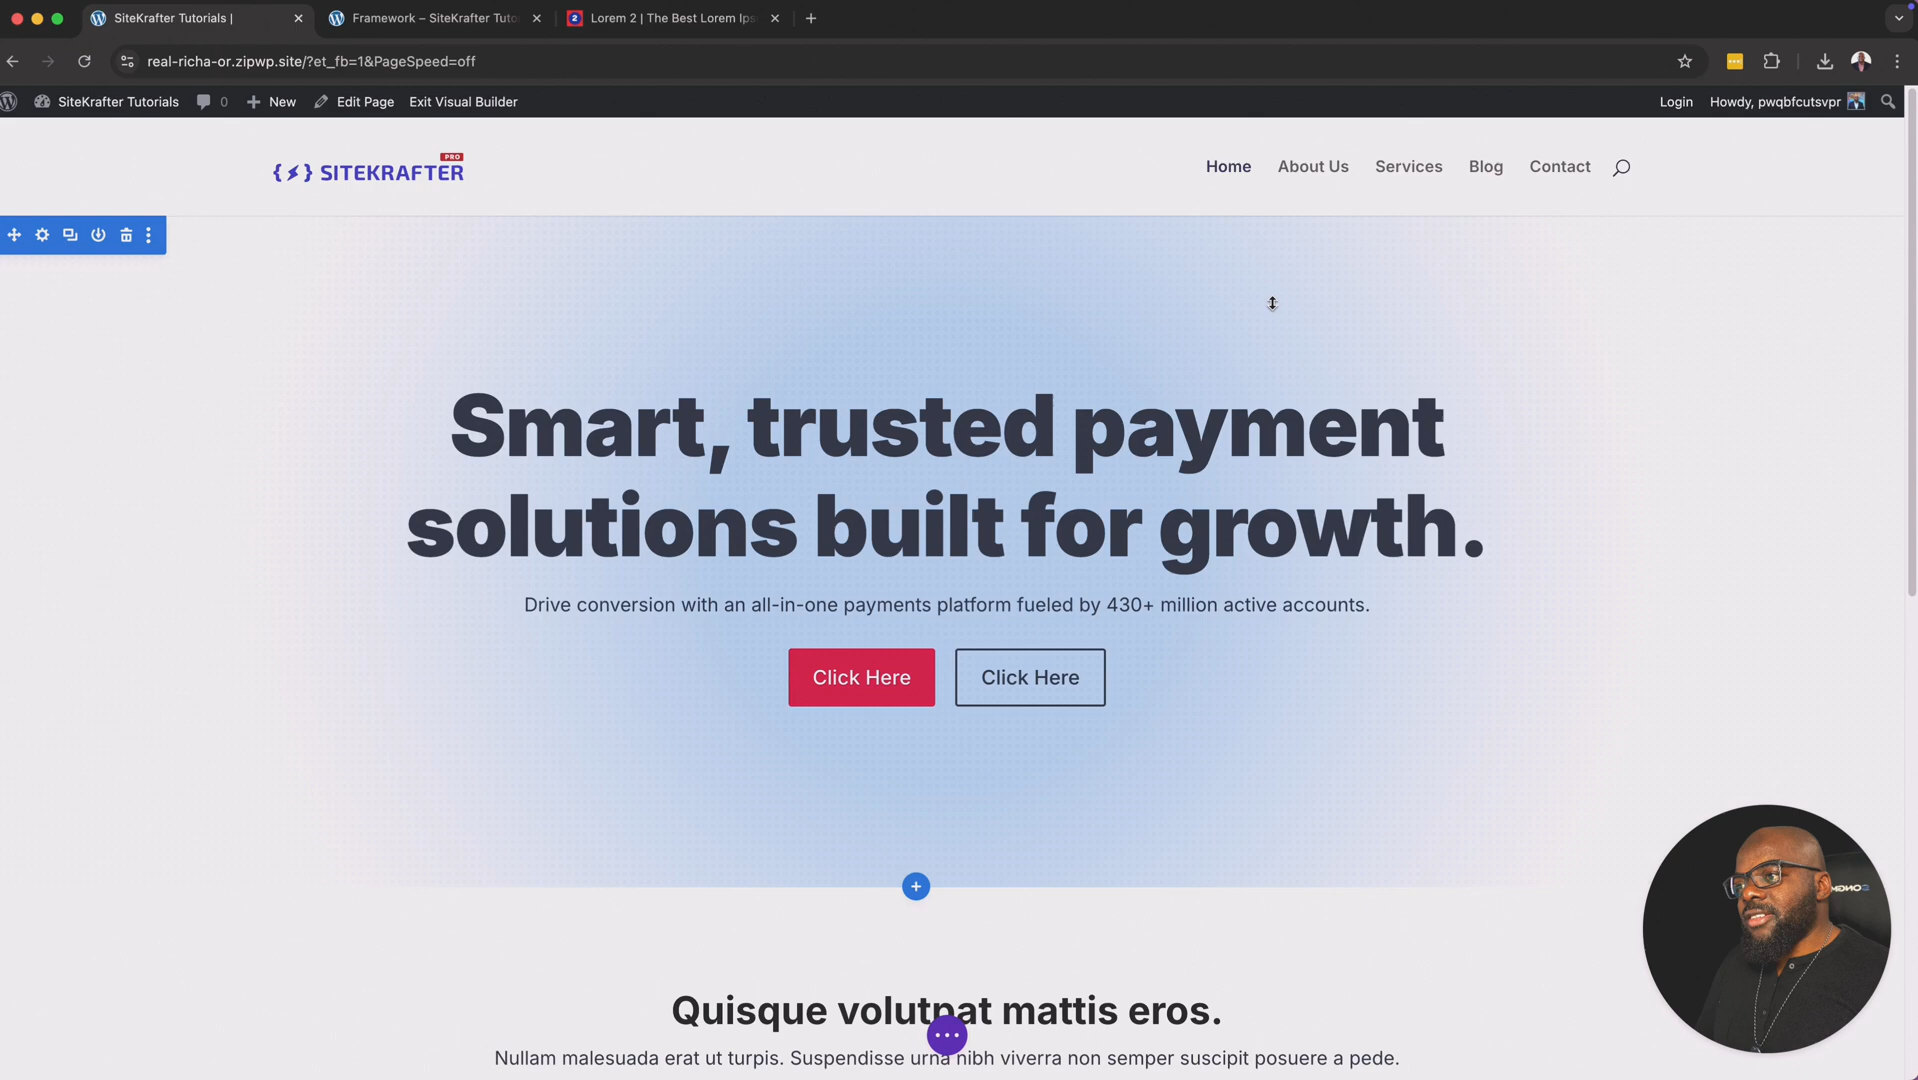 SiteKrafter Tutorials |
Framework – SiteKrafter Tuto
2
Lorem 2 | The Best Lorem Ips
real-richa-or.zipwp.site/?et_fb=1&PageSpeed=off
SiteKrafter Tutorials
0
New
Edit Page
Exit Visual Builder
Login
Howdy, pwqbfcutsvpr
SITEKRAFTER
PRO
Home
About Us
Services
Blog
Contact
Smart, trusted payment
solutions built for growth.
Drive conversion with an all-in-one payments platform fueled by 430+ million active accounts.
Click Here
Click Here
Quisque volutpat mattis eros.
Nullam malesuada erat ut turpis. Suspendisse urna nibh viverra non semper suscipit posuere a pede.